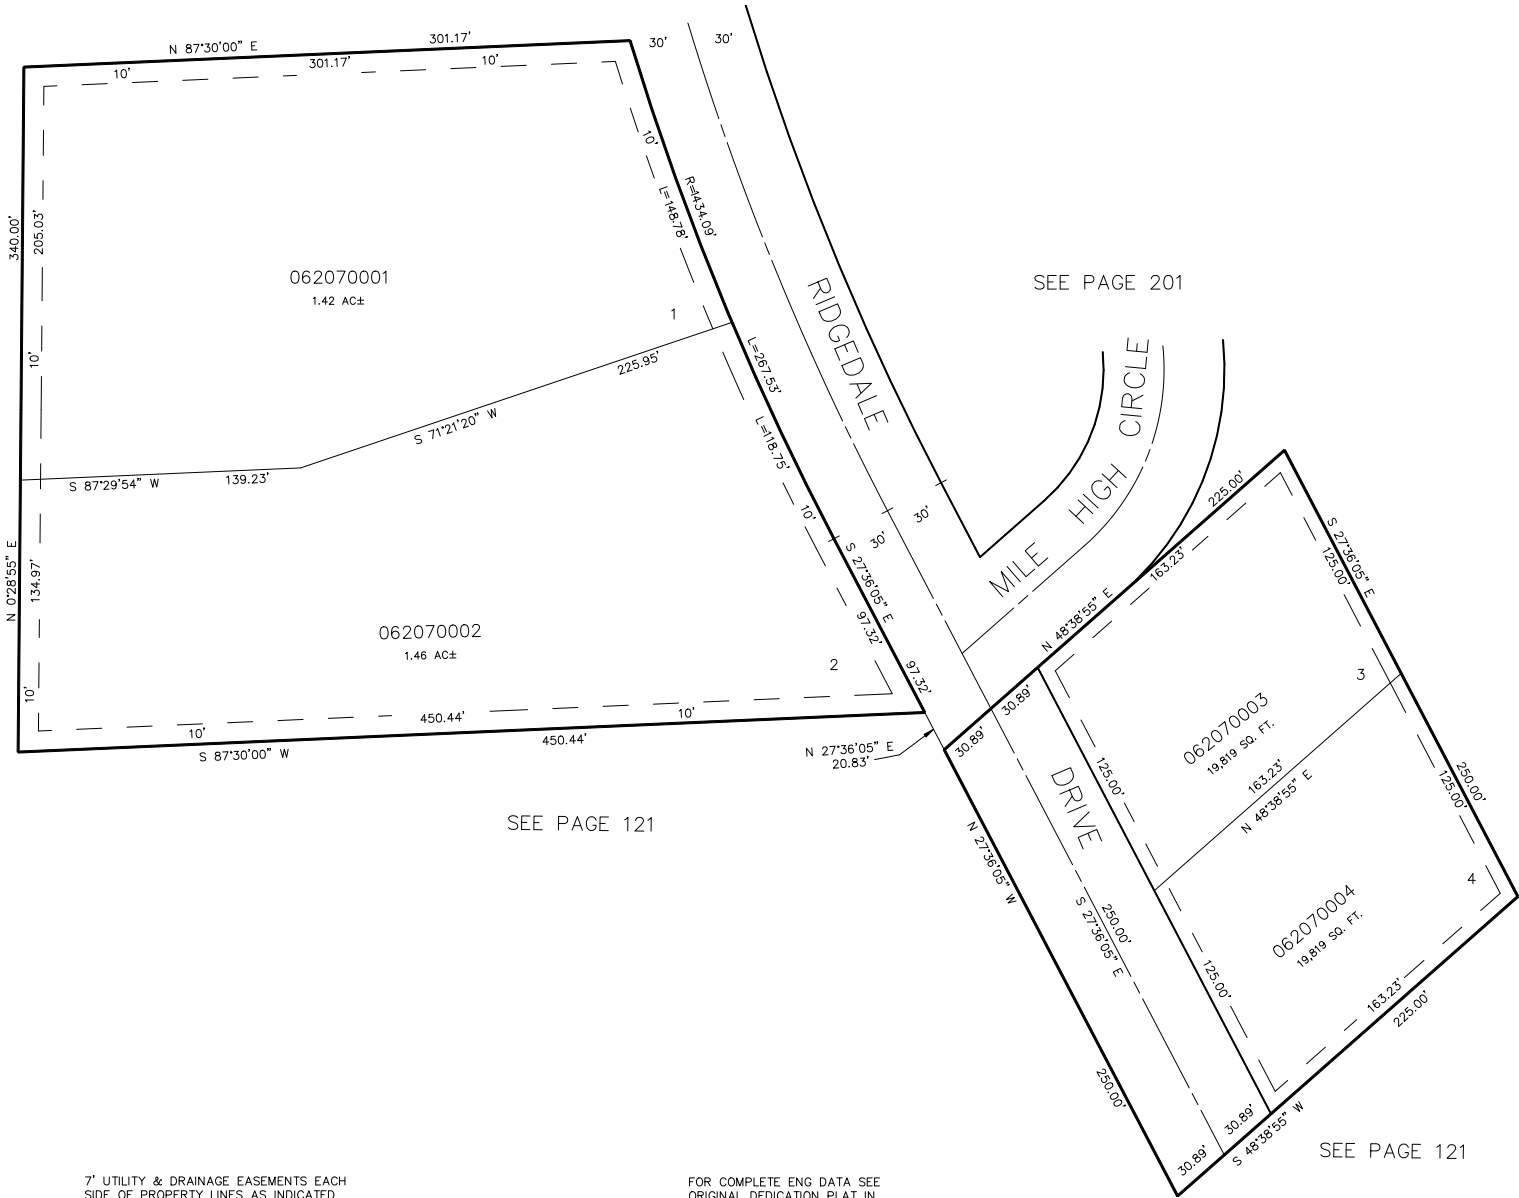 N 87°30'00" E
301.17'
301.17'
10'
10'
30'
30'
10'
340.00'
205.03'
10'
L=148.78'
R=1434.09'
062070001
1.42 AC±
1
RIDGEDALE
SEE PAGE 201
L=267.53'
L=118.75'
225.95'
S 71°21'20" W
S 87°29'54" W
139.23'
MILE HIGH CIRCLE
225.00'
163.23'
N 48°38'55" E
S 27°36'05" E
125.00'
10'
30'
30'
N 0°28'55" E
134.97'
10'
062070002
1.46 AC±
2
S 27°36'05" E
97.32'
97.32'
10'
450.44'
10'
450.44'
S 87°30'00" W
N 27°36'05" E
20.83'
30.89'
30.89'
3
062070003
19,819 SQ. FT.
163.23'
N 48°38'55" E
125.00'
250.00'
125.00'
DRIVE
SEE PAGE 121
N 27°36'05" W
250.00'
S 27°36'05" E
4
062070004
19,819 SQ. FT.
125.00'
163.23'
225.00'
250.00'
30.89'
30.89'
S 48°38'55" W
SEE PAGE 121
7' UTILITY & DRAINAGE EASEMENTS EACH
SIDE OF PROPERTY LINES AS INDICATED
FOR COMPLETE ENG DATA SEE
ORIGINAL DEDICATION PLAT IN